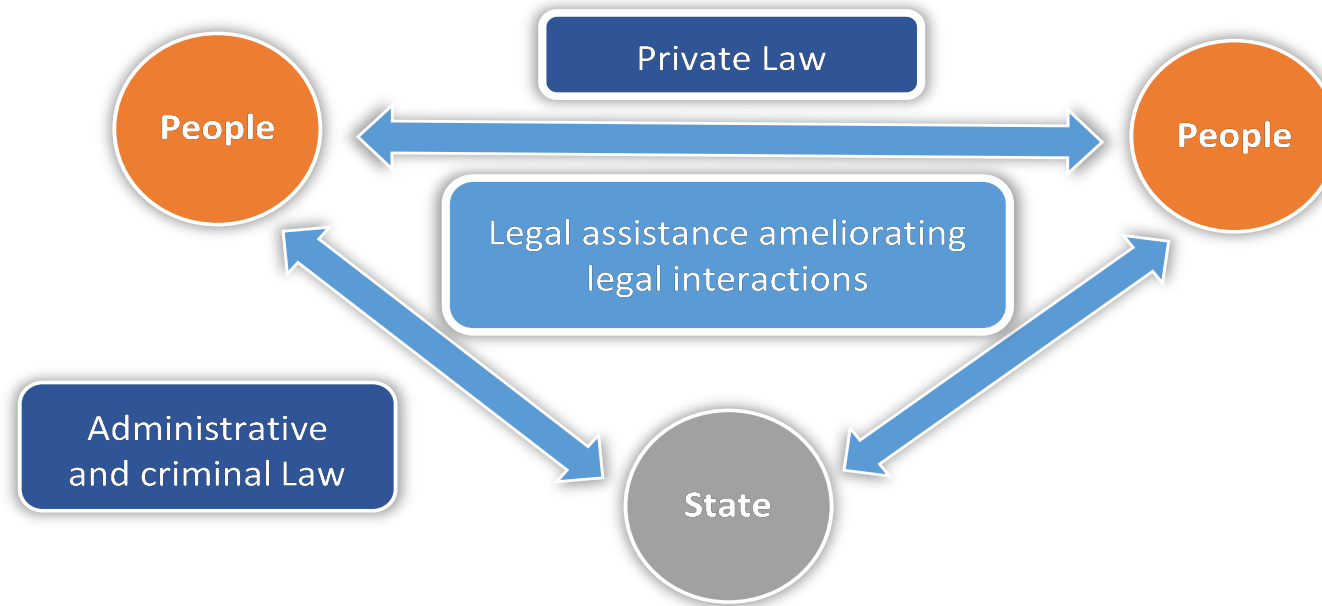 Private Law
People
People
Legal assistance ameliorating
legal interactions
Administrative
and criminal Law
State